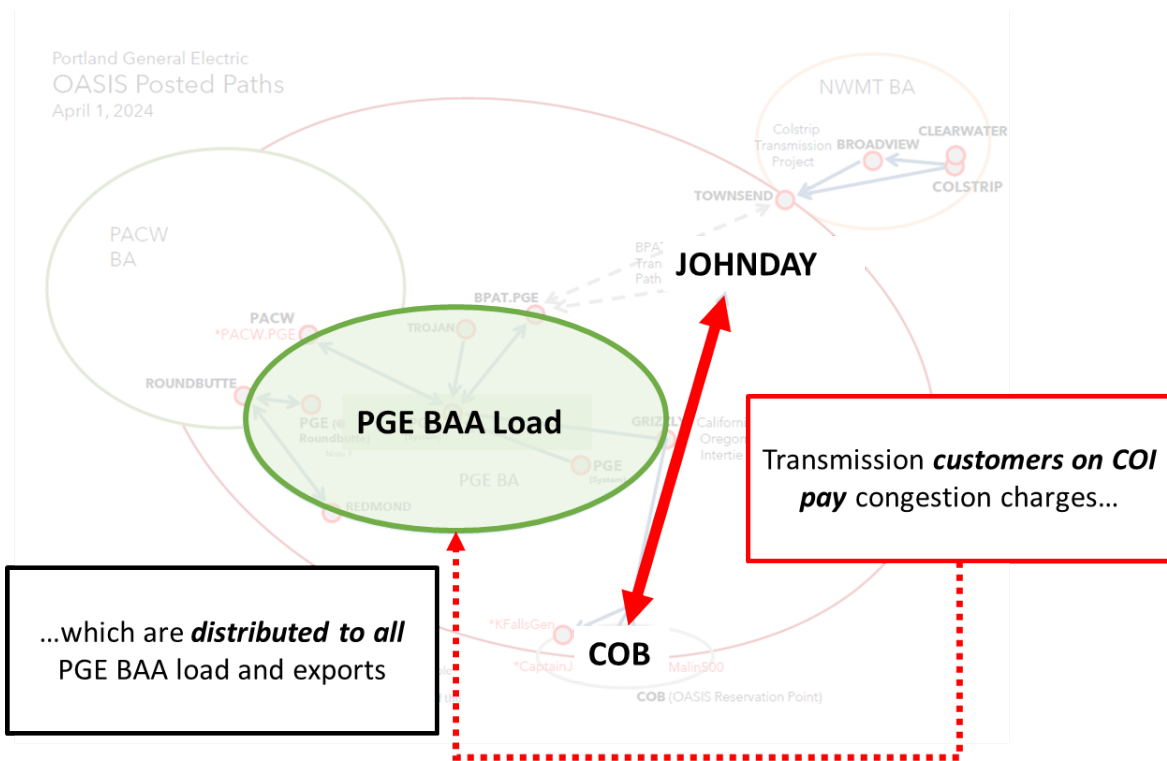 Portland General Electric
OASIS Posted Paths
April 1, 2024
NWMT BA
Colstrip
Transmission
Project
BROADVIEW
CLEARWATER
COLSTRIP
TOWNSEND
PACW
BA
JOHNDAY
BPAT.PGE
PACW
*PACW.PGE
TROJAN
ROUNDBUTTE
PGE BAA Load
PGE
Roundbutte)
GRIZZLY
California
Oregon
Intertie
PGE
(System)
PGE BA
REDMOND
Transmission customers on COI
pay congestion charges…
…which are distributed to all
PGE BAA load and exports
*KFallsGen
COB
Malin500
COB (OASIS Reservation Point)